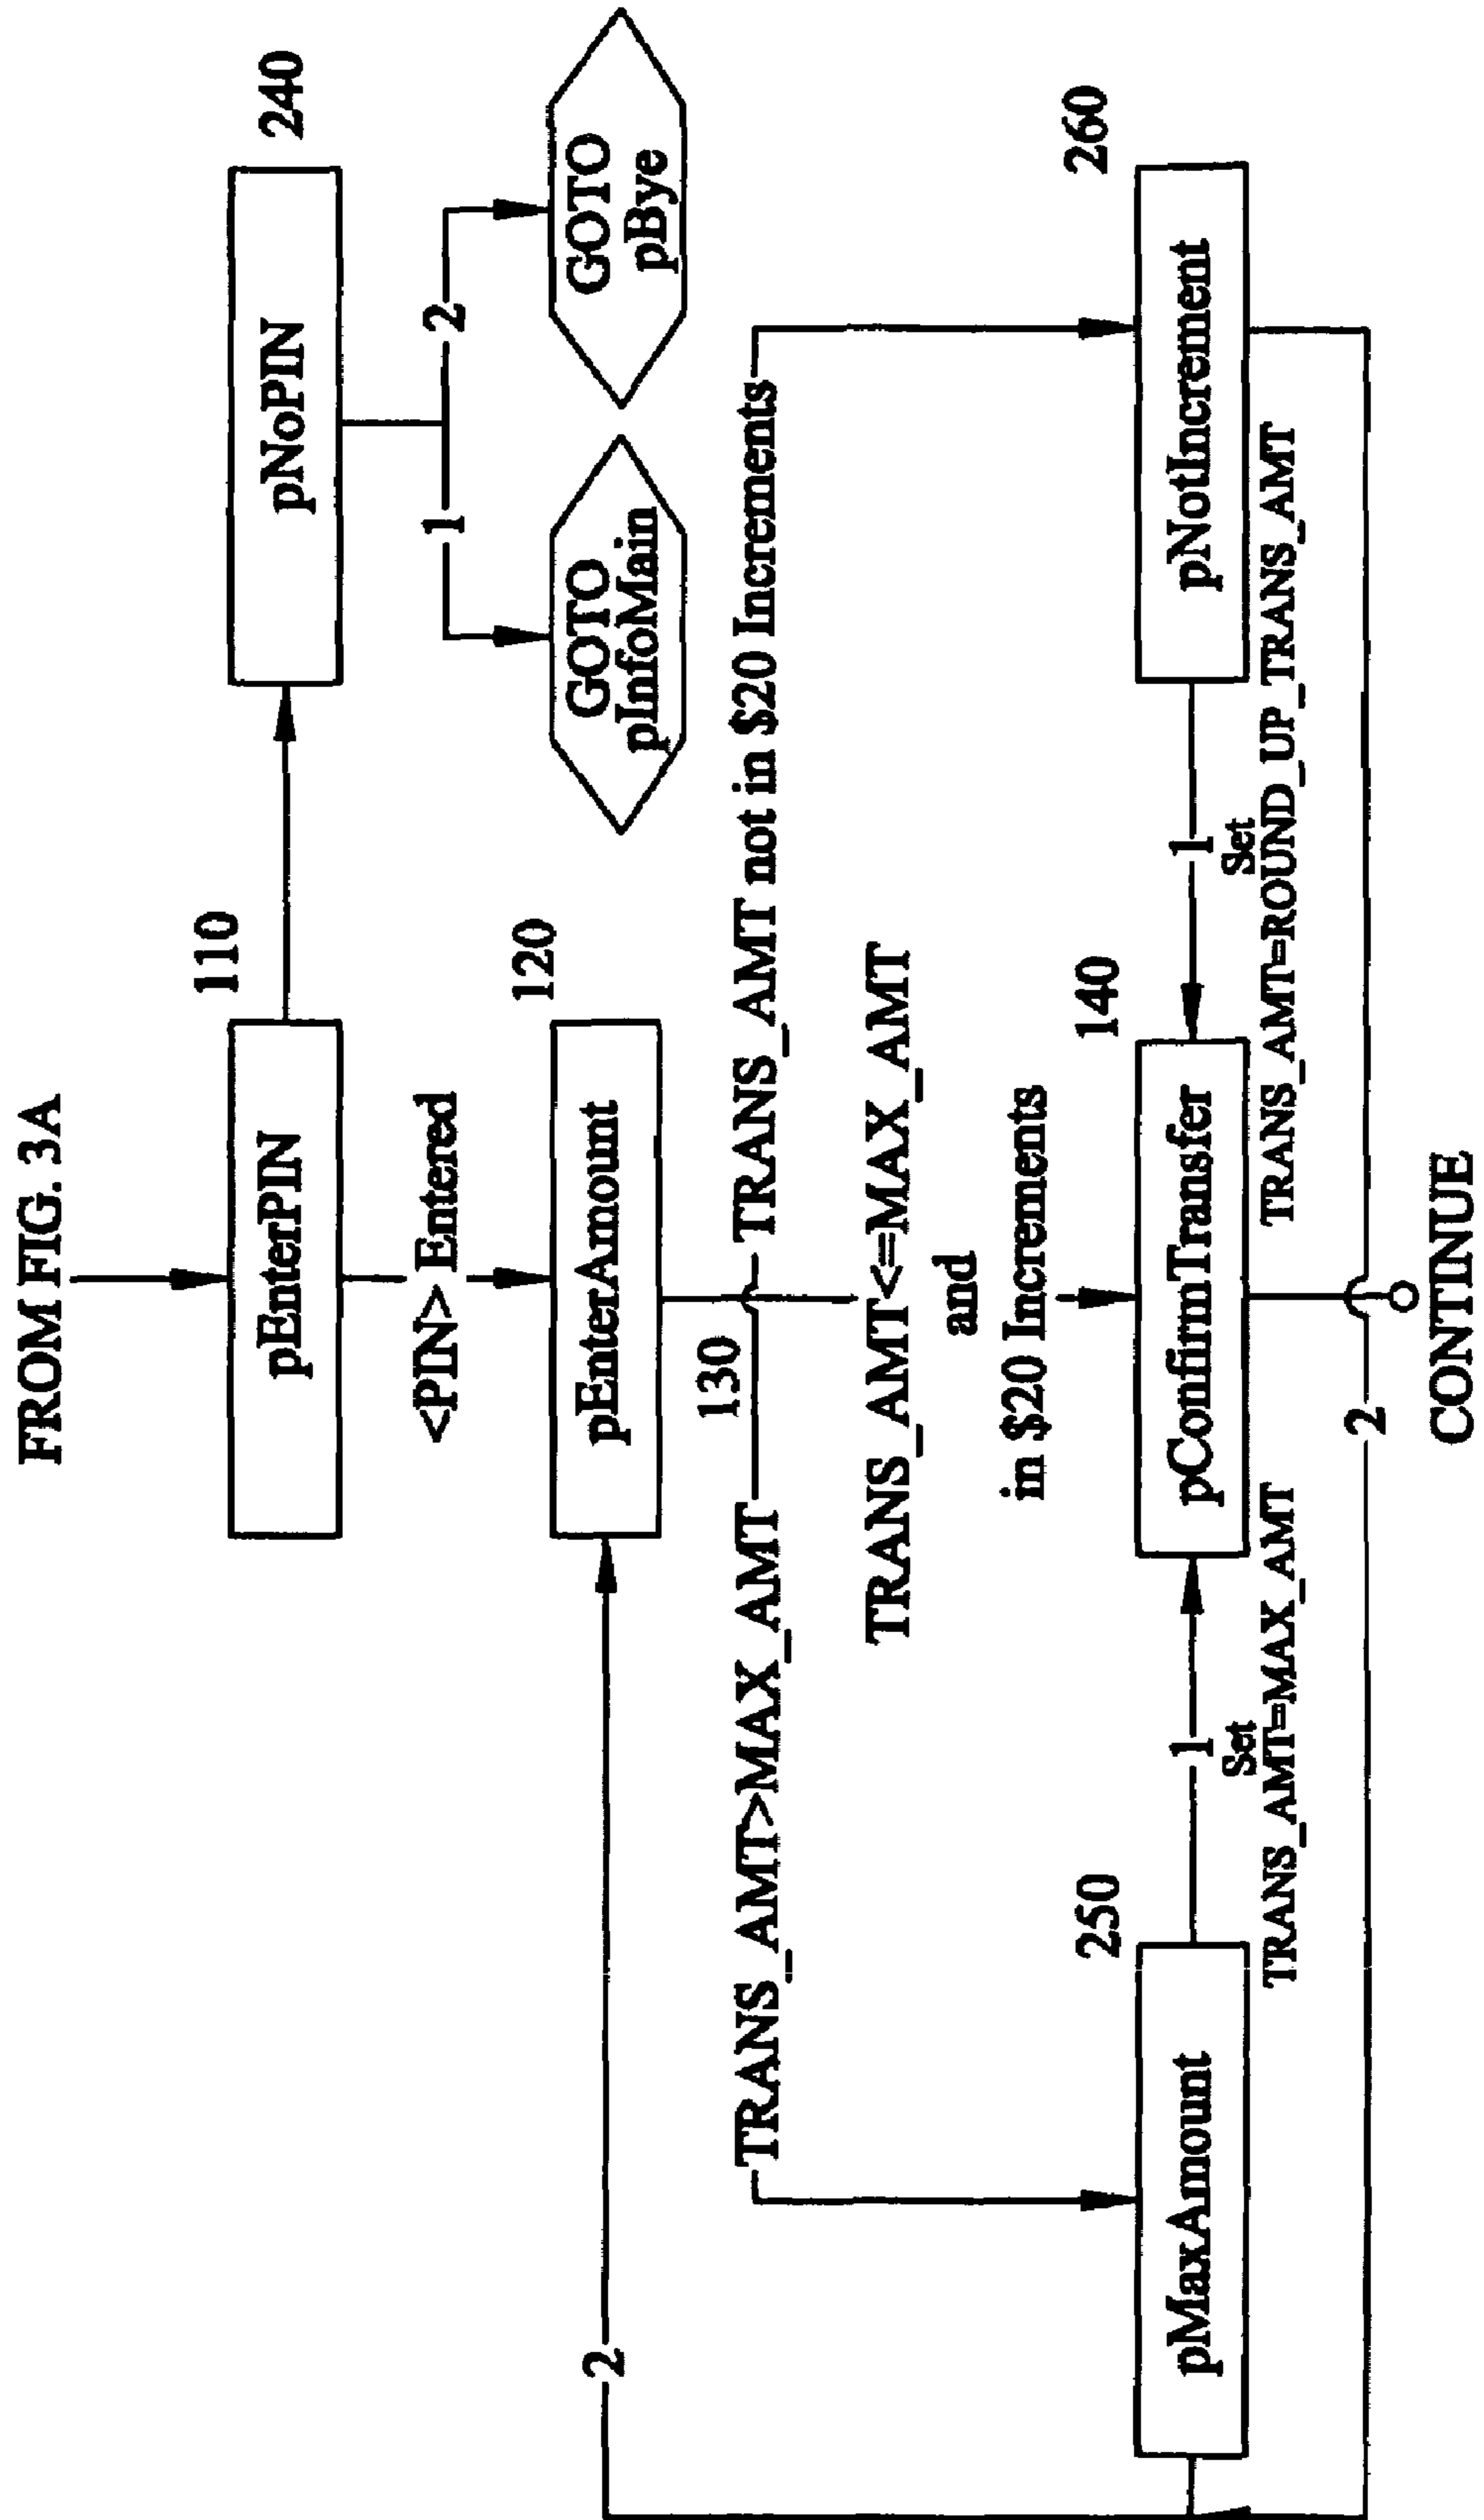 FROM FIG. 3A
110
240
pEnterPIN
pNoPIN
<PIN> Entered
1
2
120
GOTO
pInfoMain
GOTO
pBye
pEnterAmount
2
130
TRANS_AMT>MAX_AMT
TRANS_AMT not in $20 Increments
TRANS_AMT<=MAX_AMT
and
in $20 Increments
250
140
260
pMaxAmount
1
pConfirmTransfer
1
pNotIncrement
Set
TRANS_AMT=MAX_AMT
Set
TRANS_AMT=ROUND_UP_TRANS_AMT
2
CONTINUE